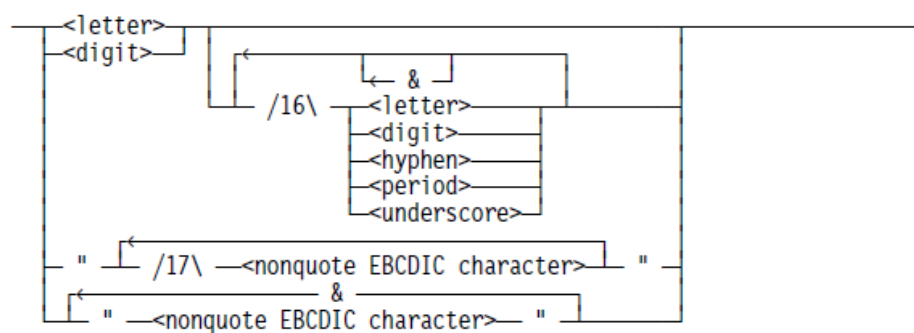 <letter>
<digit>
&
/16\ <letter>
<digit>
<hyphen>
<period>
<underscore>
" /17\ <nonquote EBCDIC character> "
&
" <nonquote EBCDIC character> "